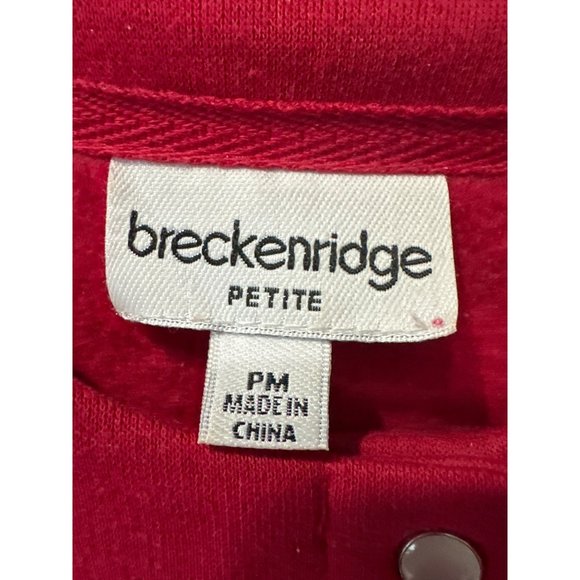 breckenridge
PETITE
PM
MADE IN
CHINA